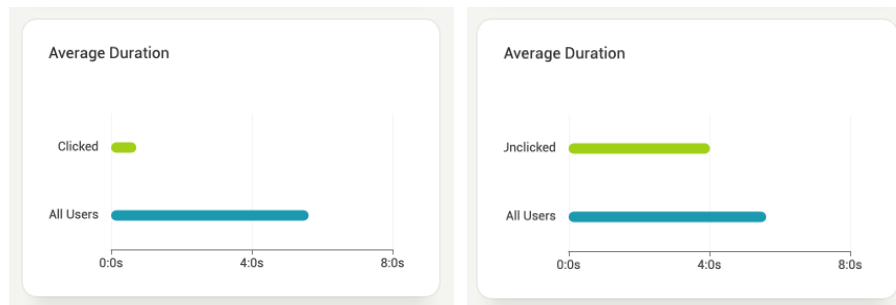 Average Duration
Clicked
All Users
0:0s 4:0s 8:0s
Average Duration
Unclicked
All Users
0:0s 4:0s 8:0s